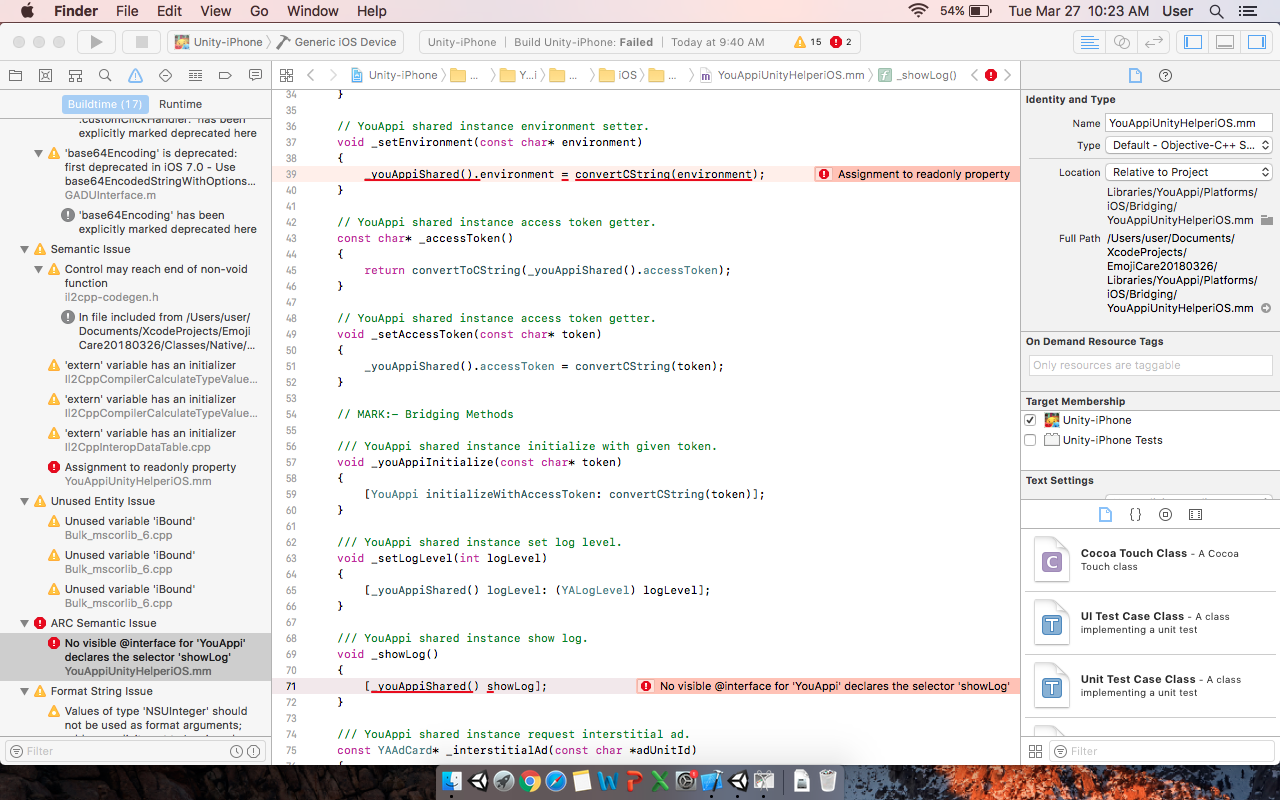 Finder File Edit View Go Window Help 54% Tue Mar 27 10:23 AM User
Unity-iPhone Generic iOS Device Unity-iPhone Build Unity-iPhone: Failed Today at 9:40 AM 15 2
Unity-iPhone ... Y...i ... iOS ... YouAppiUnityHelperiOS.mm _showLog()
Buildtime (17) Runtime
'customClickHandler:' has been
explicitly marked deprecated here
'base64Encoding' is deprecated:
first deprecated in iOS 7.0 - Use
base64EncodedStringWithOptions...
GADUInterface.m
'base64Encoding' has been
explicitly marked deprecated here
Semantic Issue
Control may reach end of non-void
function
il2cpp-codegen.h
In file included from /Users/user/
Documents/XcodeProjects/Emoji
Care20180326/Classes/Native/...
'extern' variable has an initializer
Il2CppCompilerCalculateTypeValue...
'extern' variable has an initializer
Il2CppCompilerCalculateTypeValue...
'extern' variable has an initializer
Il2CppInteropDataTable.cpp
Assignment to readonly property
YouAppiUnityHelperiOS.mm
Unused Entity Issue
Unused variable 'iBound'
Bulk_mscorlib_6.cpp
Unused variable 'iBound'
Bulk_mscorlib_6.cpp
Unused variable 'iBound'
Bulk_mscorlib_6.cpp
ARC Semantic Issue
No visible @interface for 'YouAppi'
declares the selector 'showLog'
YouAppiUnityHelperiOS.mm
Format String Issue
Values of type 'NSUInteger' should
not be used as format arguments;
Filter
34 }
35
36 // YouAppi shared instance environment setter.
37 void _setEnvironment(const char* environment)
38 {
39 _youAppiShared().environment = convertCString(environment); Assignment to readonly property
40 }
41
42 // YouAppi shared instance access token getter.
43 const char* _accessToken()
44 {
45 return convertToCString(_youAppiShared().accessToken);
46 }
47
48 // YouAppi shared instance access token getter.
49 void _setAccessToken(const char* token)
50 {
51 _youAppiShared().accessToken = convertCString(token);
52 }
53
54 // MARK:- Bridging Methods
55
56 /// YouAppi shared instance initialize with given token.
57 void _youAppiInitialize(const char* token)
58 {
59 [YouAppi initializeWithAccessToken: convertCString(token)];
60 }
61
62 /// YouAppi shared instance set log level.
63 void _setLogLevel(int logLevel)
64 {
65 [_youAppiShared() logLevel: (YALogLevel) logLevel];
66 }
67
68 /// YouAppi shared instance show log.
69 void _showLog()
70 {
71 [_youAppiShared() showLog]; No visible @interface for 'YouAppi' declares the selector 'showLog'
72 }
73
74 /// YouAppi shared instance request interstitial ad.
75 const YAAdCard* _interstitialAd(const char *adUnitId)
Identity and Type
Name YouAppiUnityHelperiOS.mm
Type Default - Objective-C++ S...
Location Relative to Project
Libraries/YouAppi/Platforms/
iOS/Bridging/
YouAppiUnityHelperiOS.mm
Full Path /Users/user/Documents/
XcodeProjects/
EmojiCare20180326/
Libraries/YouAppi/Platforms/
iOS/Bridging/
YouAppiUnityHelperiOS.mm
On Demand Resource Tags
Only resources are taggable
Target Membership
Unity-iPhone
Unity-iPhone Tests
Text Settings
{}
C Cocoa Touch Class - A Cocoa
Touch class
T UI Test Case Class - A class
implementing a unit test
T Unit Test Case Class - A class
implementing a unit test
Filter